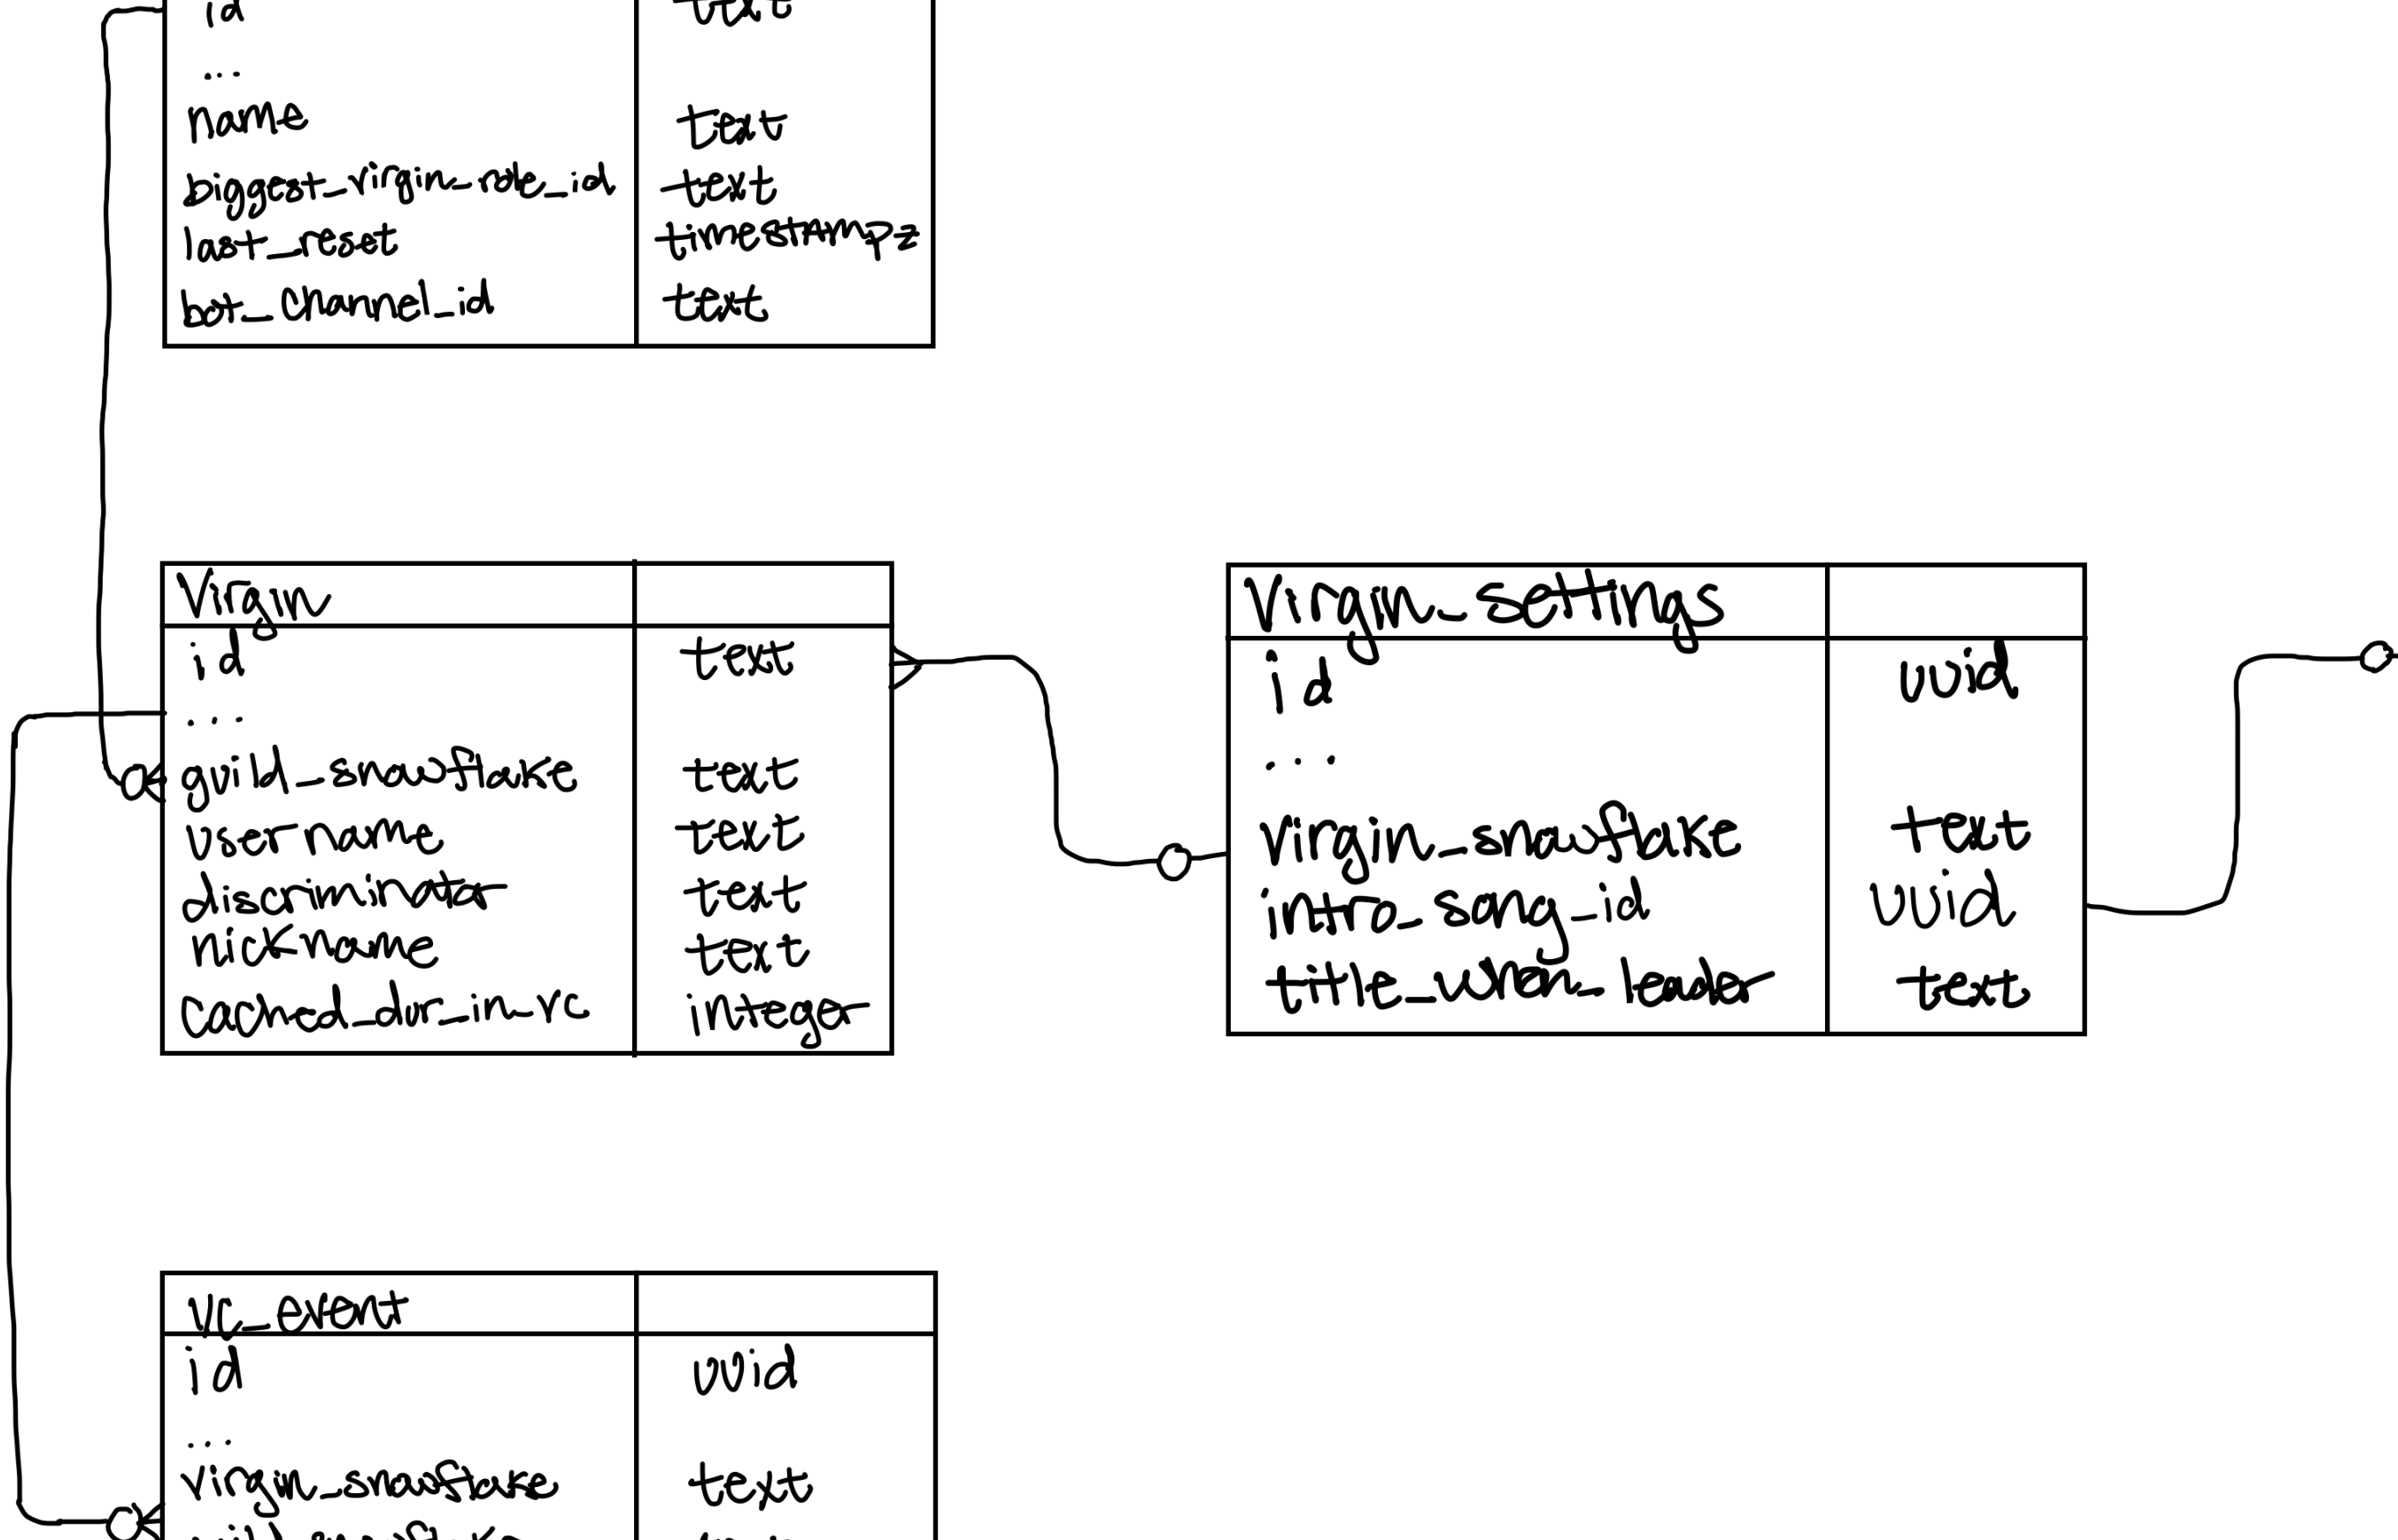 id text
...
name text
biggest_virgin_role_id text
last_reset timestampz
bot_channel_id text
Virgin
id text
...
guild_snowflake text
username text
discriminator text
nickname text
cached_dur_in_vc integer
Virgin_settings
id uuid
...
virgin_snowflake text
intro_song_id uuid
title_when_leader text
vc_event
id uuid
...
virgin_snowflake text